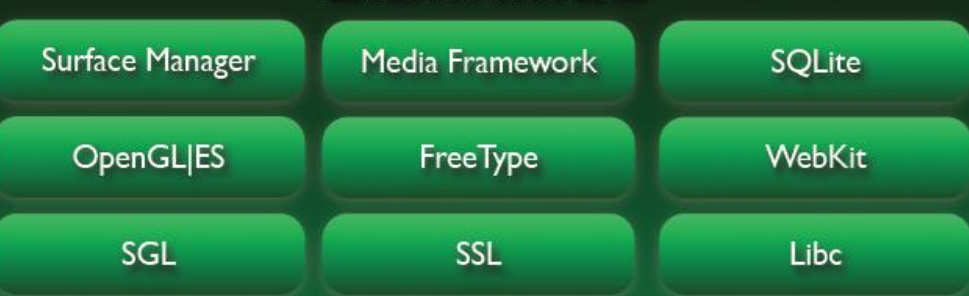 Surface Manager
Media Framework
SQLite
OpenGL|ES
FreeType
WebKit
SGL
SSL
Libc